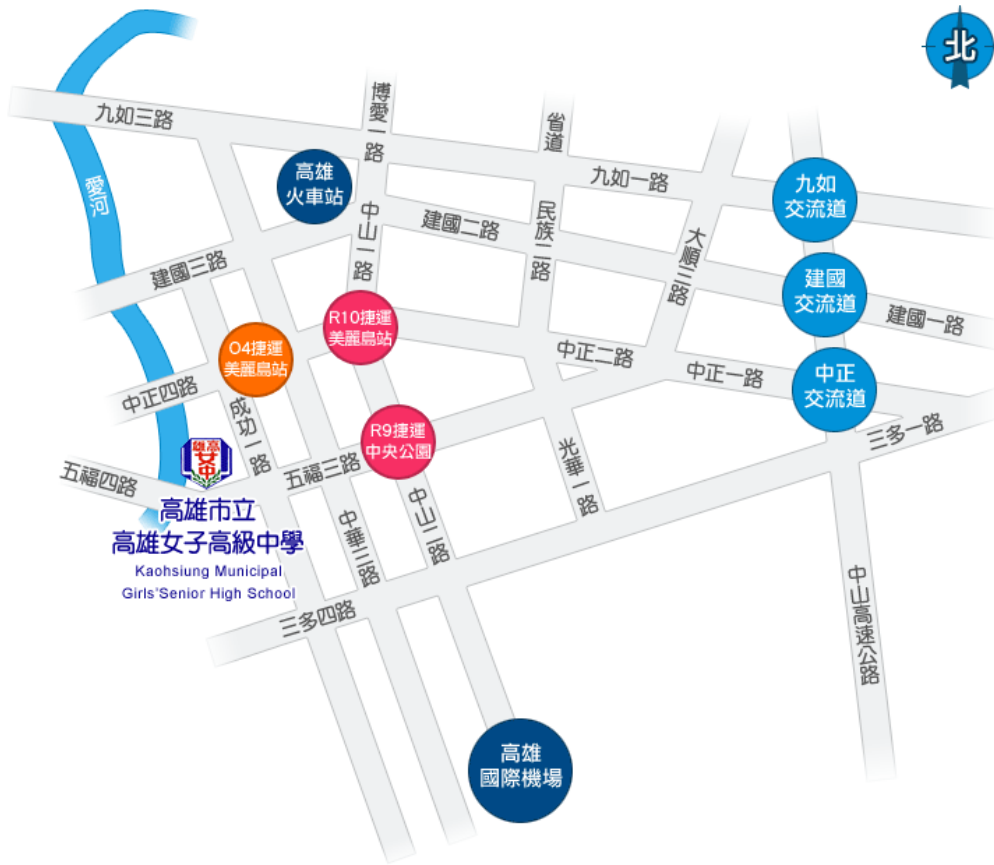 北
九如三路
博愛一路
省道
高雄
火車站
九如一路
九如
交流道
愛河
中山一路
建國二路
民族二路
大順三路
建國三路
建國
交流道
建國一路
R10捷運
美麗島站
O4捷運
美麗島站
中正二路
中正一路
中正
交流道
中正四路
成功一路
R9捷運
中央公園
三多一路
高雄女中
五福四路
五福三路
光華一路
高雄市立
高雄女子高級中學
Kaohsiung Municipal
Girls'Senior High School
中華三路
中山二路
三多四路
中山高速公路
高雄
國際機場